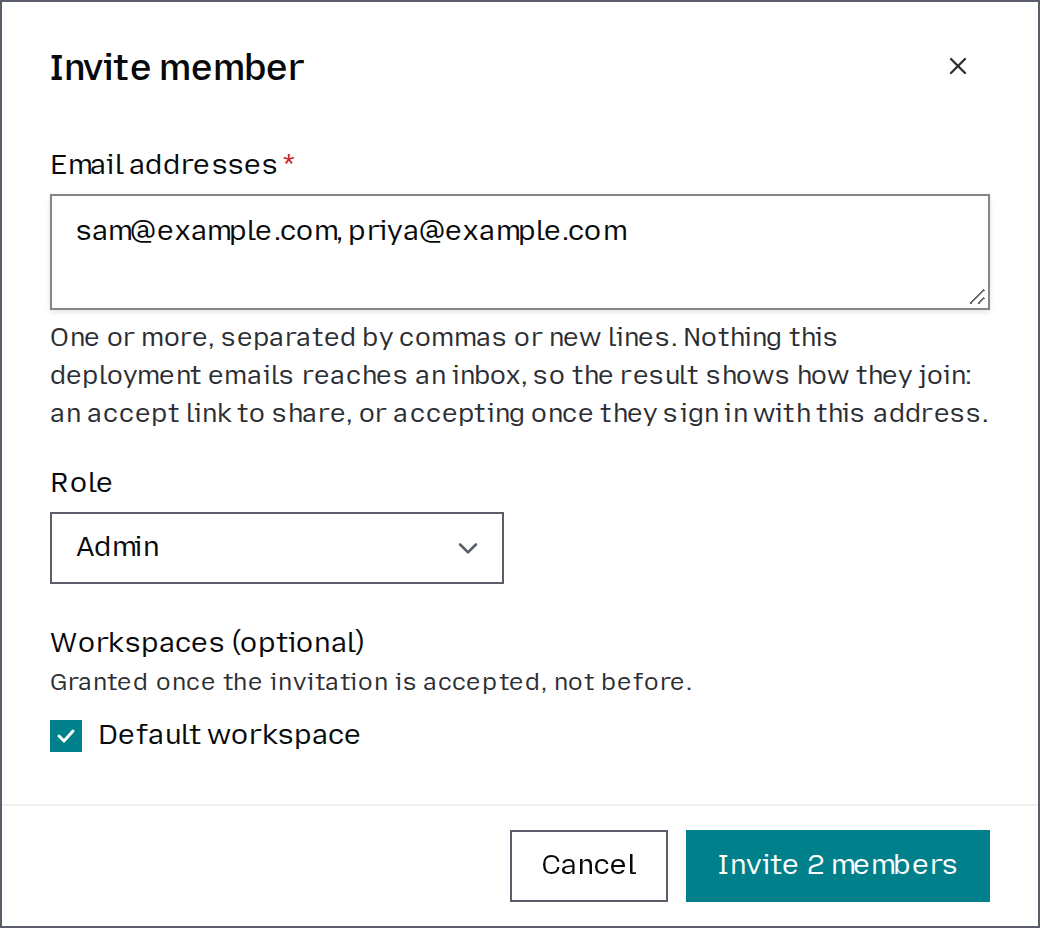 Invite member
Email addresses *
sam@example.com, priya@example.com
One or more, separated by commas or new lines. Nothing this
deployment emails reaches an inbox, so the result shows how they join:
an accept link to share, or accepting once they sign in with this address.
Role
Admin
Workspaces (optional)
Granted once the invitation is accepted, not before.
Default workspace
Cancel
Invite 2 members